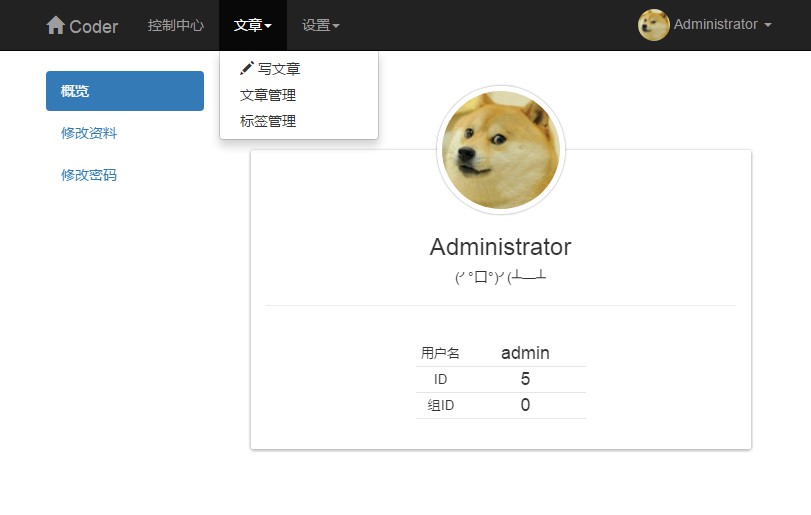 Coder 控制中心 文章 设置 Administrator
写文章
文章管理
标签管理
概览
修改资料
修改密码
Administrator
(╯°口°)╯(┴—┴
用户名 admin
ID 5
组ID 0